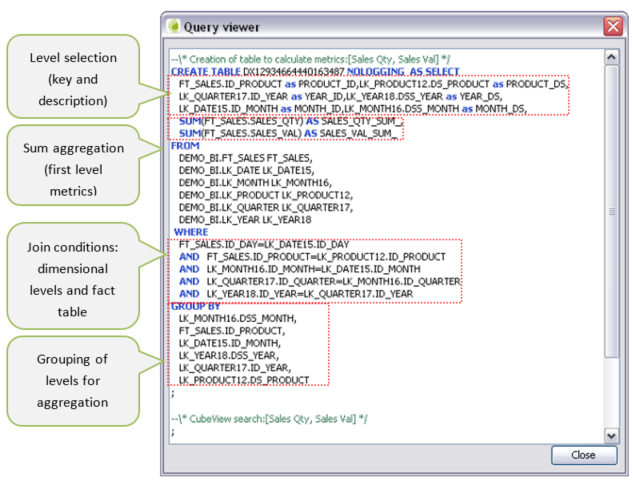 Query viewer
--\* Creation of table to calculate metrics:[Sales Qty, Sales Val] */
CREATE TABLE DX12934664440163487 NOLOGGING AS SELECT
FT_SALES.ID_PRODUCT as PRODUCT_ID,LK_PRODUCT12.DS_PRODUCT as PRODUCT_DS,
LK_QUARTER17.ID_YEAR as YEAR_ID,LK_YEAR18.DSS_YEAR as YEAR_DS,
LK_DATE15.ID_MONTH as MONTH_ID,LK_MONTH16.DSS_MONTH as MONTH_DS,
SUM(FT_SALES.SALES_QTY) AS SALES_QTY_SUM_,
SUM(FT_SALES.SALES_VAL) AS SALES_VAL_SUM_
FROM
DEMO_BI.FT_SALES FT_SALES,
DEMO_BI.LK_DATE LK_DATE15,
DEMO_BI.LK_MONTH LK_MONTH16,
DEMO_BI.LK_PRODUCT LK_PRODUCT12,
DEMO_BI.LK_QUARTER LK_QUARTER17,
DEMO_BI.LK_YEAR LK_YEAR18
WHERE
FT_SALES.ID_DAY=LK_DATE15.ID_DAY
AND FT_SALES.ID_PRODUCT=LK_PRODUCT12.ID_PRODUCT
AND LK_MONTH16.ID_MONTH=LK_DATE15.ID_MONTH
AND LK_QUARTER17.ID_QUARTER=LK_MONTH16.ID_QUARTER
AND LK_YEAR18.ID_YEAR=LK_QUARTER17.ID_YEAR
GROUP BY
LK_MONTH16.DSS_MONTH,
FT_SALES.ID_PRODUCT,
LK_DATE15.ID_MONTH,
LK_YEAR18.DSS_YEAR,
LK_QUARTER17.ID_YEAR,
LK_PRODUCT12.DS_PRODUCT
;
--\* CubeView search:[Sales Qty, Sales Val] */
;
Close
Level selection
(key and
description)
Sum aggregation
(first level
metrics)
Join conditions:
dimensional
levels and fact
table
Grouping of
levels for
aggregation